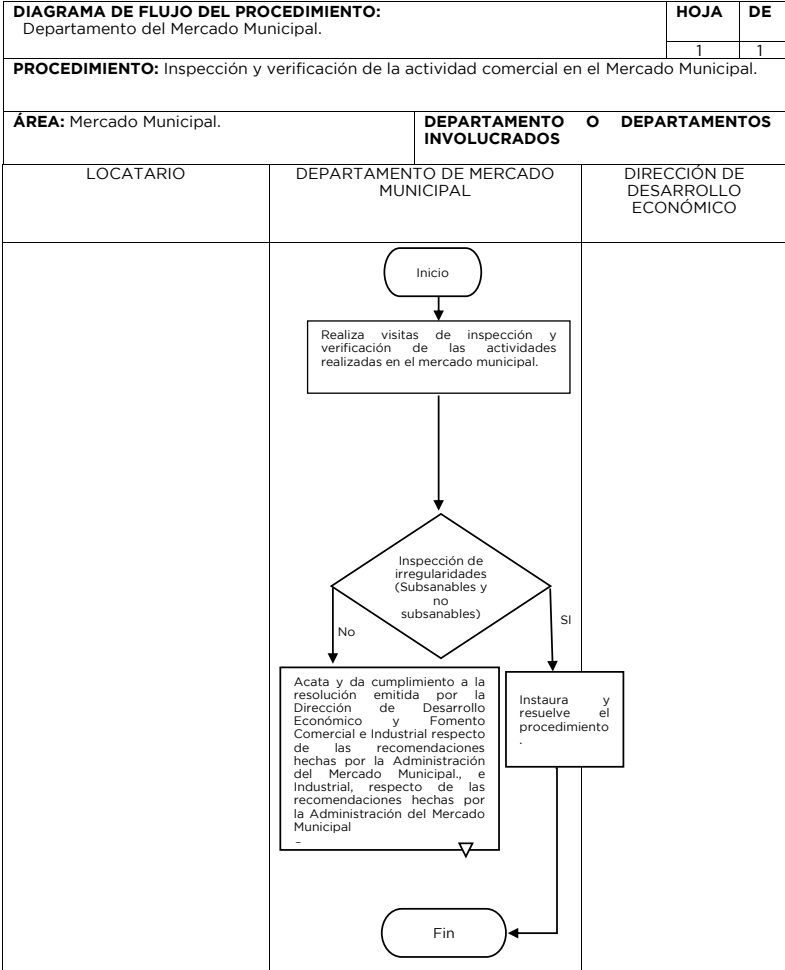 DIAGRAMA DE FLUJO DEL PROCEDIMIENTO:
Departamento del Mercado Municipal.
HOJA DE
1 1
PROCEDIMIENTO: Inspección y verificación de la actividad comercial en el Mercado Municipal.
ÁREA: Mercado Municipal.
DEPARTAMENTO O DEPARTAMENTOS
INVOLUCRADOS
LOCATARIO
DEPARTAMENTO DE MERCADO
MUNICIPAL
DIRECCIÓN DE
DESARROLLO
ECONÓMICO
Inicio
Realiza visitas de inspección y
verificación de las actividades
realizadas en el mercado municipal.
Inspección de
irregularidades
(Subsanables y
no
subsanables)
No
SI
Acata y da cumplimiento a la
resolución emitida por la
Dirección de Desarrollo
Económico y Fomento
Comercial e Industrial respecto
de las recomendaciones
hechas por la Administración
del Mercado Municipal., e
Industrial, respecto de las
recomendaciones hechas por
la Administración del Mercado
Municipal
Instaura y
resuelve el
procedimiento
.
Fin